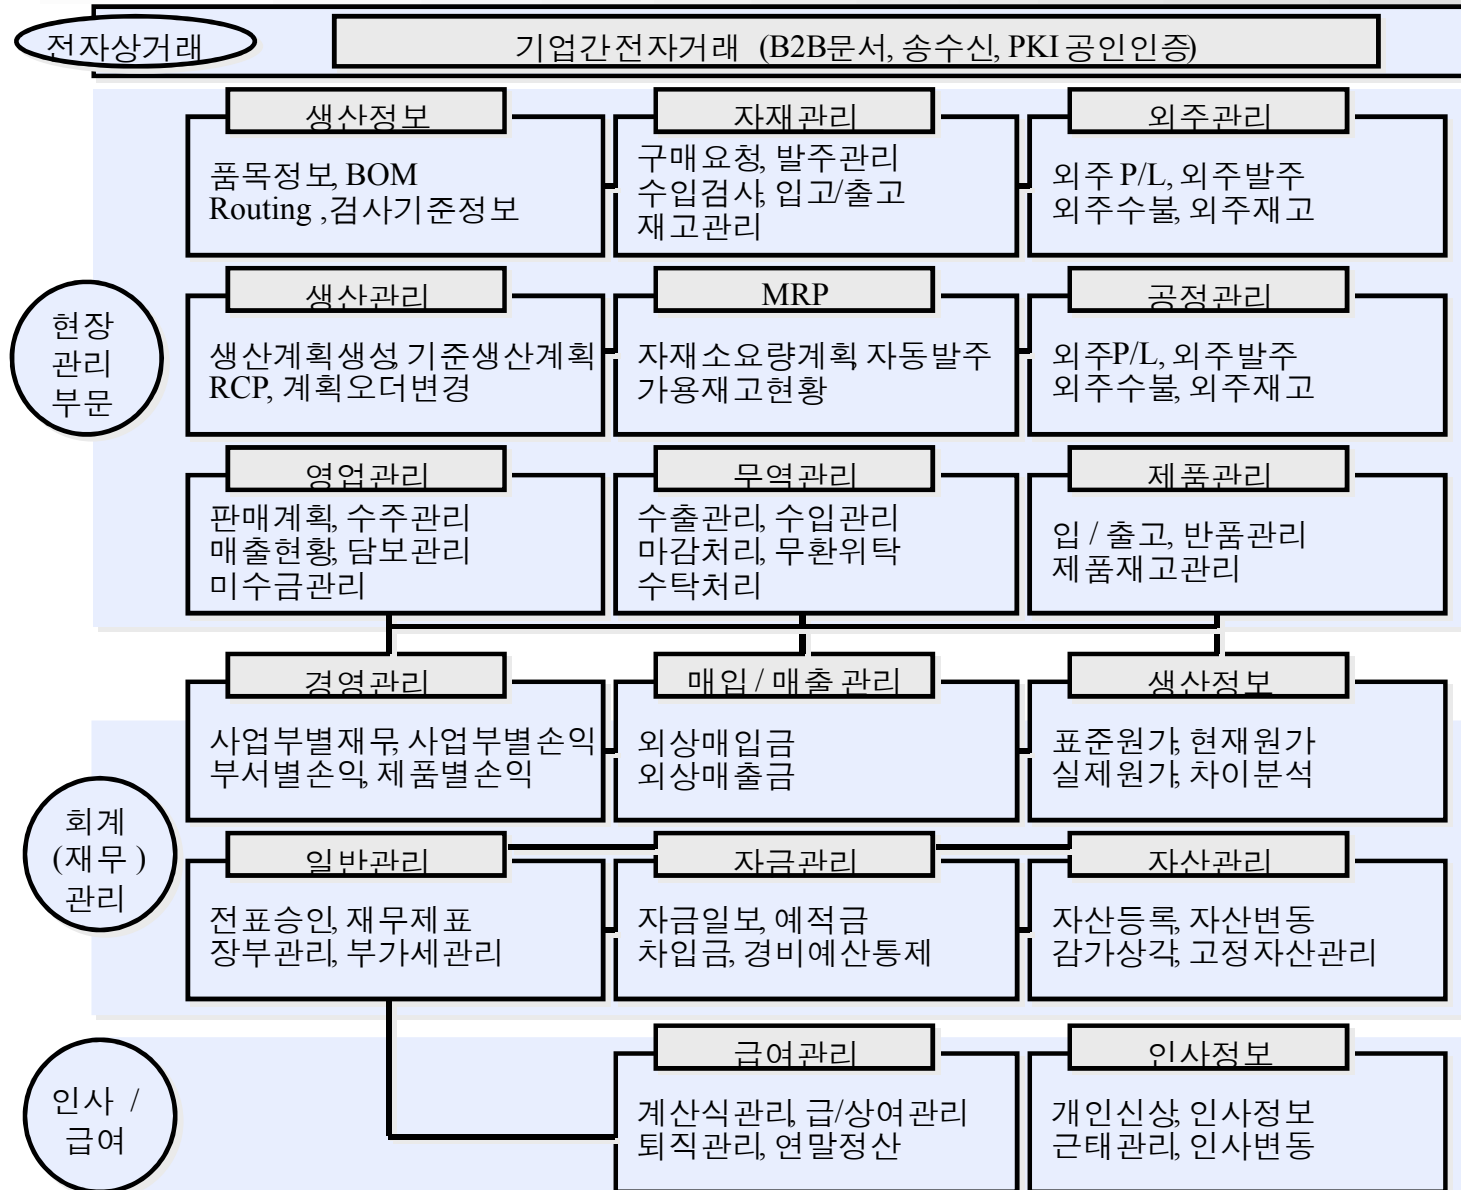 전자상거래
기업간전자거래 (B2B문서, 송수신, PKI 공인인증)
생산정보
품목정보, BOM
Routing ,검사기준정보
자재관리
구매요청, 발주관리
수입검사, 입고/출고
재고관리
외주관리
외주 P/L, 외주발주
외주수불, 외주재고
현장
관리
부문
생산관리
생산계획생성, 기준생산계획
RCP, 계획오더변경
MRP
자재소요량계획, 자동발주
가용재고현황
공정관리
외주P/L, 외주발주
외주수불, 외주재고
영업관리
판매계획, 수주관리
매출현황, 담보관리
미수금관리
무역관리
수출관리, 수입관리
마감처리, 무환위탁
수탁처리
제품관리
입 / 출고, 반품관리
제품재고관리
회계
(재무 )
관리
경영관리
사업부별재무, 사업부별손익
부서별손익, 제품별손익
매입 / 매출 관리
외상매입금
외상매출금
생산정보
표준원가, 현재원가
실제원가, 차이분석
일반관리
전표승인, 재무제표
장부관리, 부가세관리
자금관리
자금일보, 예적금
차입금, 경비예산통제
자산관리
자산등록, 자산변동
감가상각, 고정자산관리
인사 /
급여
급여관리
계산식관리, 급/상여관리
퇴직관리, 연말정산
인사정보
개인신상, 인사정보
근태관리, 인사변동